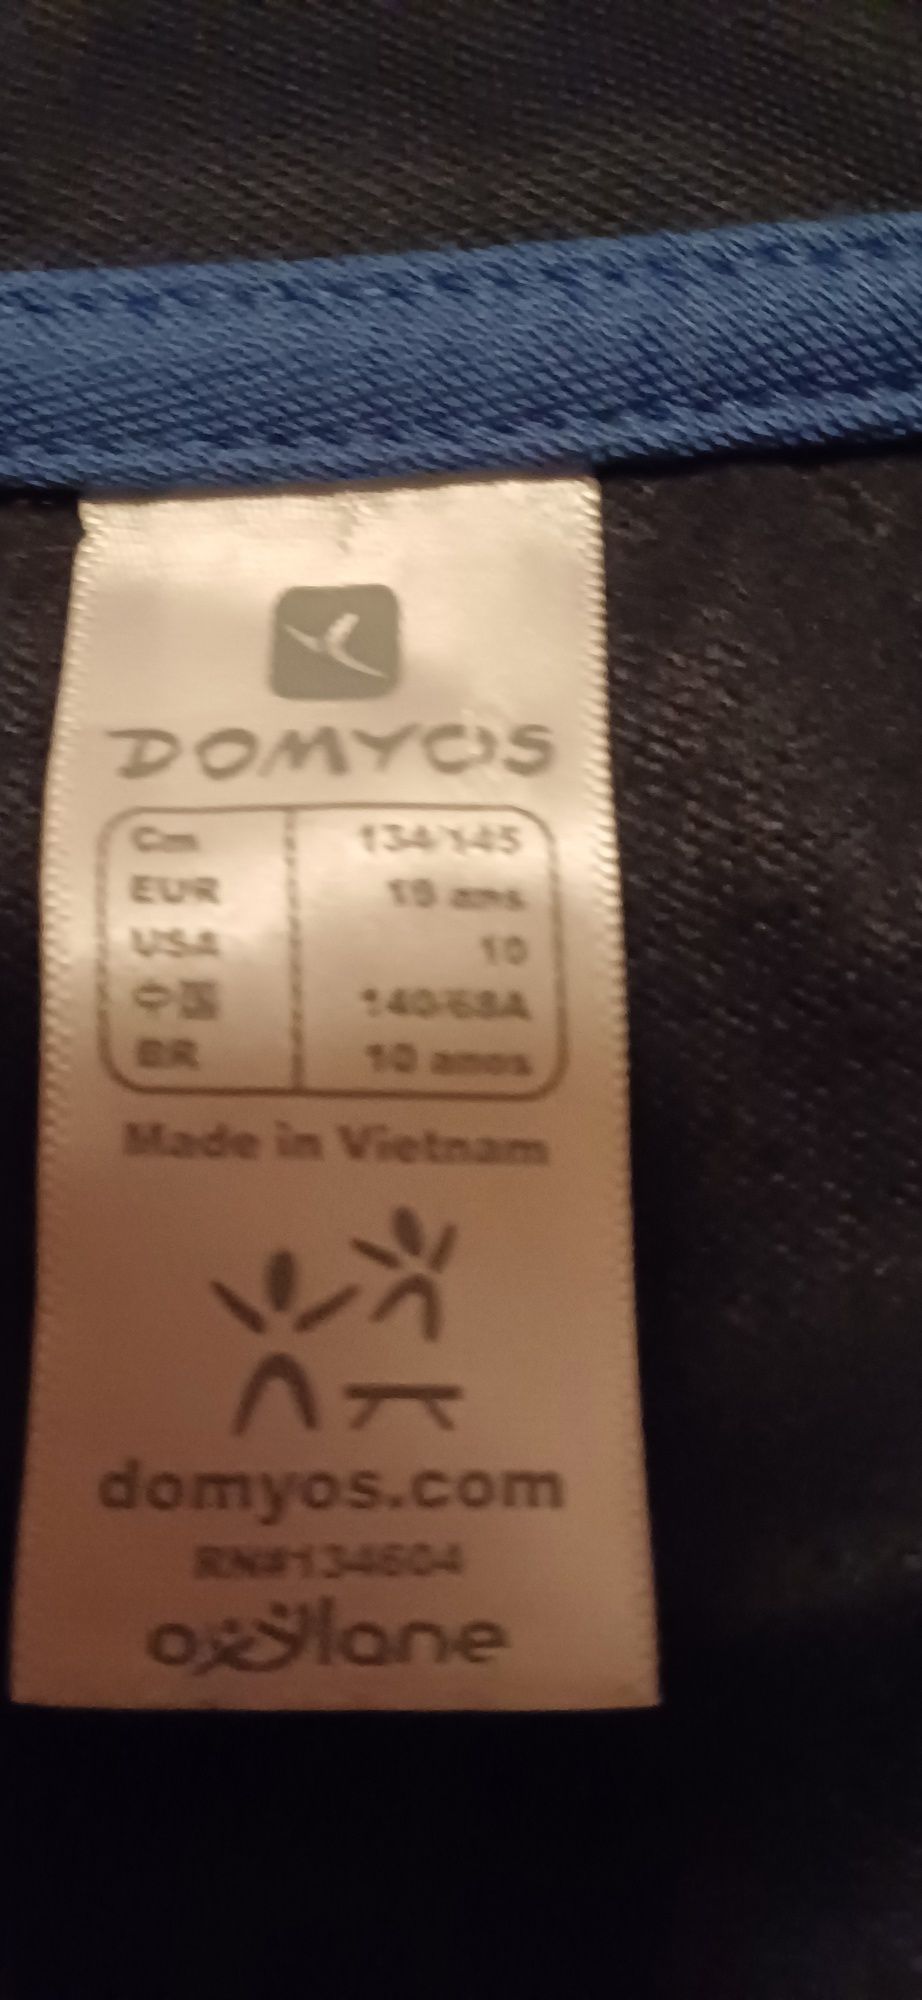 DOMYOS
Cm 134/145
EUR 10 ans
USA 10
中国 140/68A
BR 10 anos
Made in Vietnam
domyos.com
RN#134604
oxylane